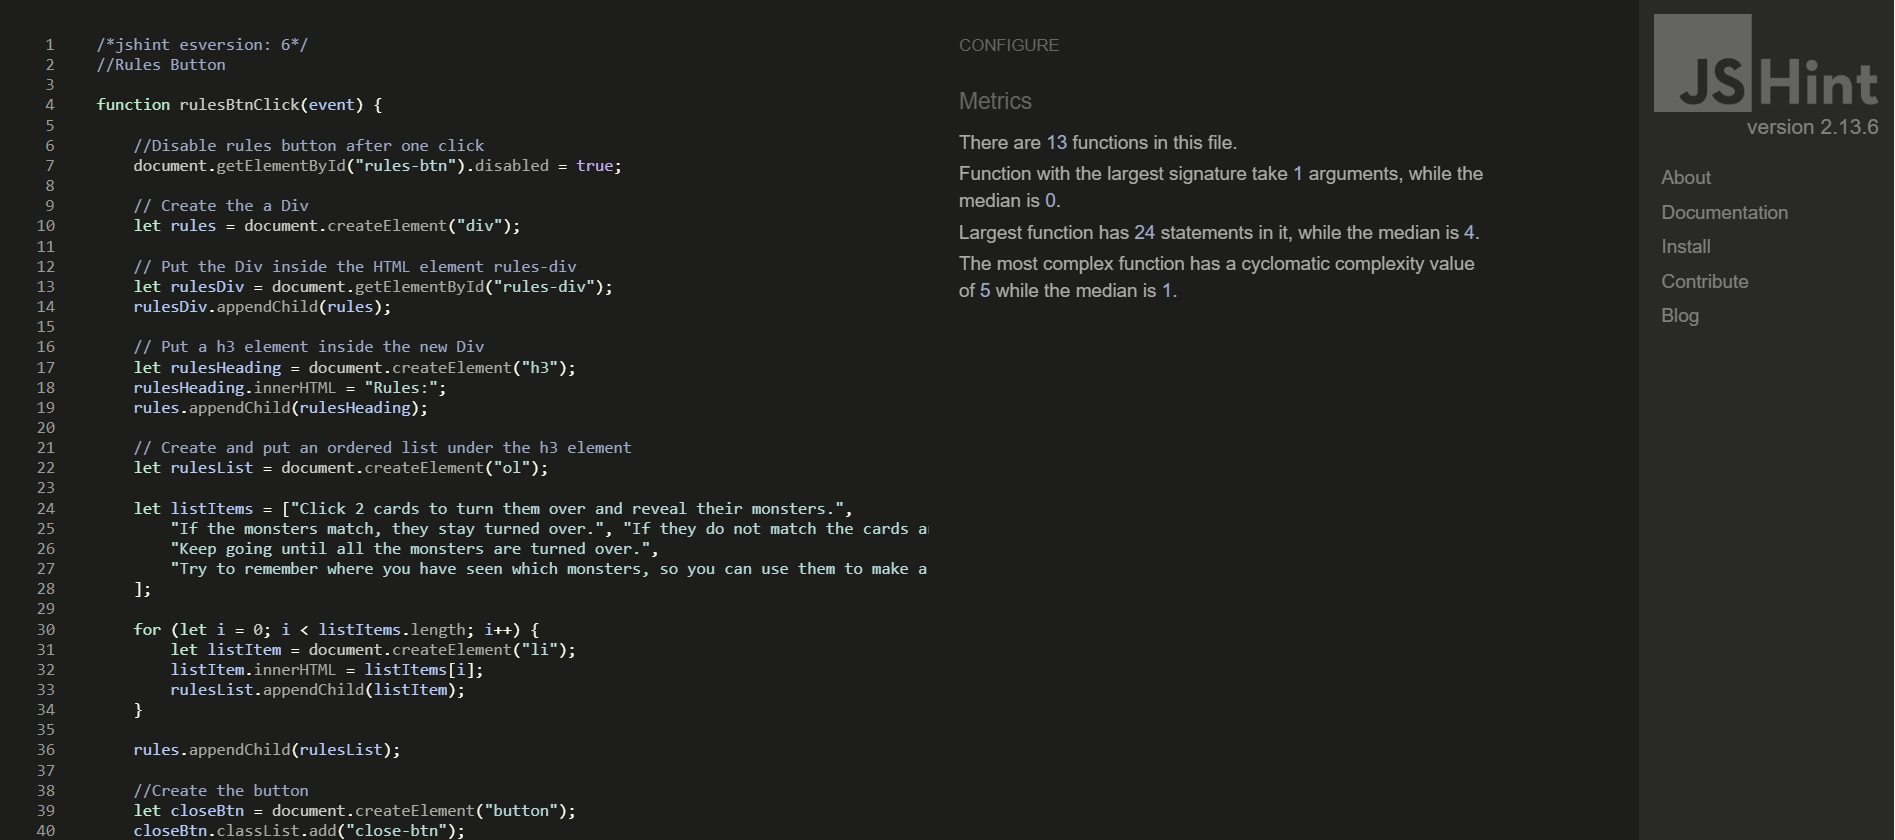 1 /*jshint esversion: 6*/
2 //Rules Button
3
4 function rulesBtnClick(event) {
5
6 //Disable rules button after one click
7 document.getElementById("rules-btn").disabled = true;
8
9 // Create the a Div
10 let rules = document.createElement("div");
11
12 // Put the Div inside the HTML element rules-div
13 let rulesDiv = document.getElementById("rules-div");
14 rulesDiv.appendChild(rules);
15
16 // Put a h3 element inside the new Div
17 let rulesHeading = document.createElement("h3");
18 rulesHeading.innerHTML = "Rules:";
19 rules.appendChild(rulesHeading);
20
21 // Create and put an ordered list under the h3 element
22 let rulesList = document.createElement("ol");
23
24 let listItems = ["Click 2 cards to turn them over and reveal their monsters.",
25 "If the monsters match, they stay turned over.", "If they do not match the cards
26 "Keep going until all the monsters are turned over.",
27 "Try to remember where you have seen which monsters, so you can use them to make a
28 ];
29
30 for (let i = 0; i < listItems.length; i++) {
31 let listItem = document.createElement("li");
32 listItem.innerHTML = listItems[i];
33 rulesList.appendChild(listItem);
34 }
35
36 rules.appendChild(rulesList);
37
38 //Create the button
39 let closeBtn = document.createElement("button");
40 closeBtn.classList.add("close-btn");
CONFIGURE
Metrics
There are 13 functions in this file.
Function with the largest signature take 1 arguments, while the
median is 0.
Largest function has 24 statements in it, while the median is 4.
The most complex function has a cyclomatic complexity value
of 5 while the median is 1.
JSHint
version 2.13.6
About
Documentation
Install
Contribute
Blog